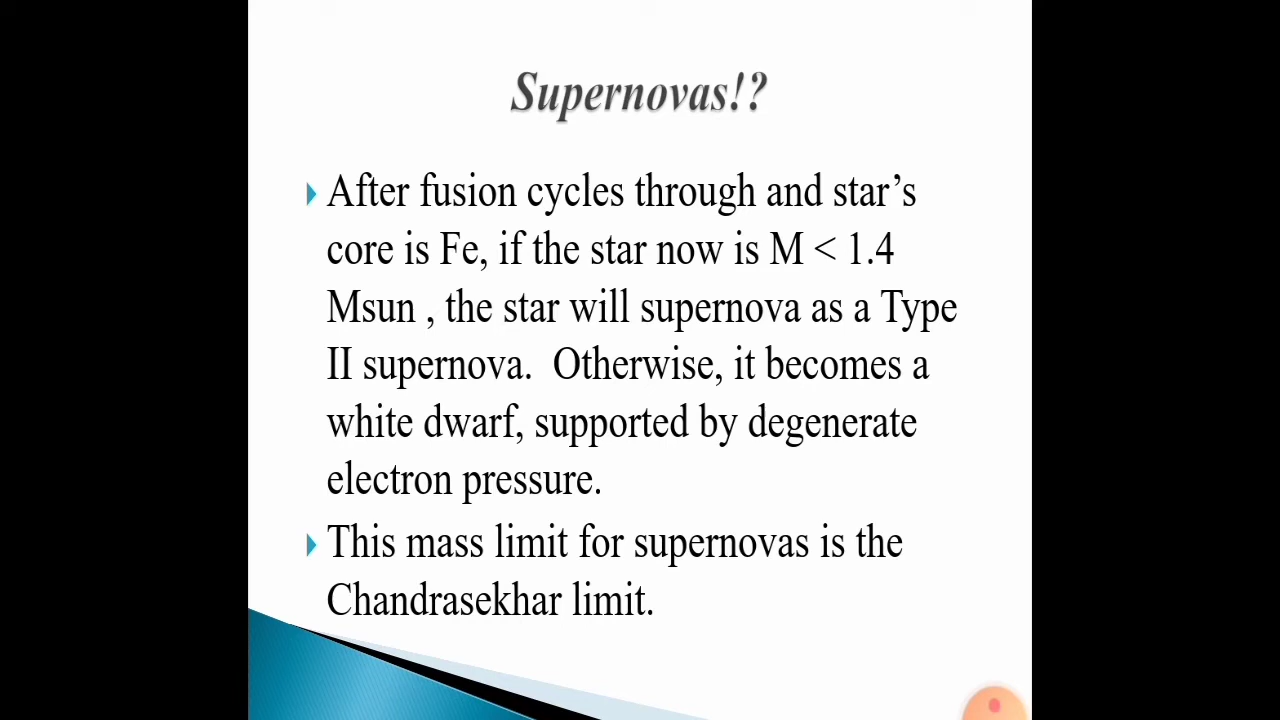 Supernovas!?
After fusion cycles through and star’s
core is Fe, if the star now is M < 1.4
Msun , the star will supernova as a Type
II supernova.  Otherwise, it becomes a
white dwarf, supported by degenerate
electron pressure.
This mass limit for supernovas is the
Chandrasekhar limit.